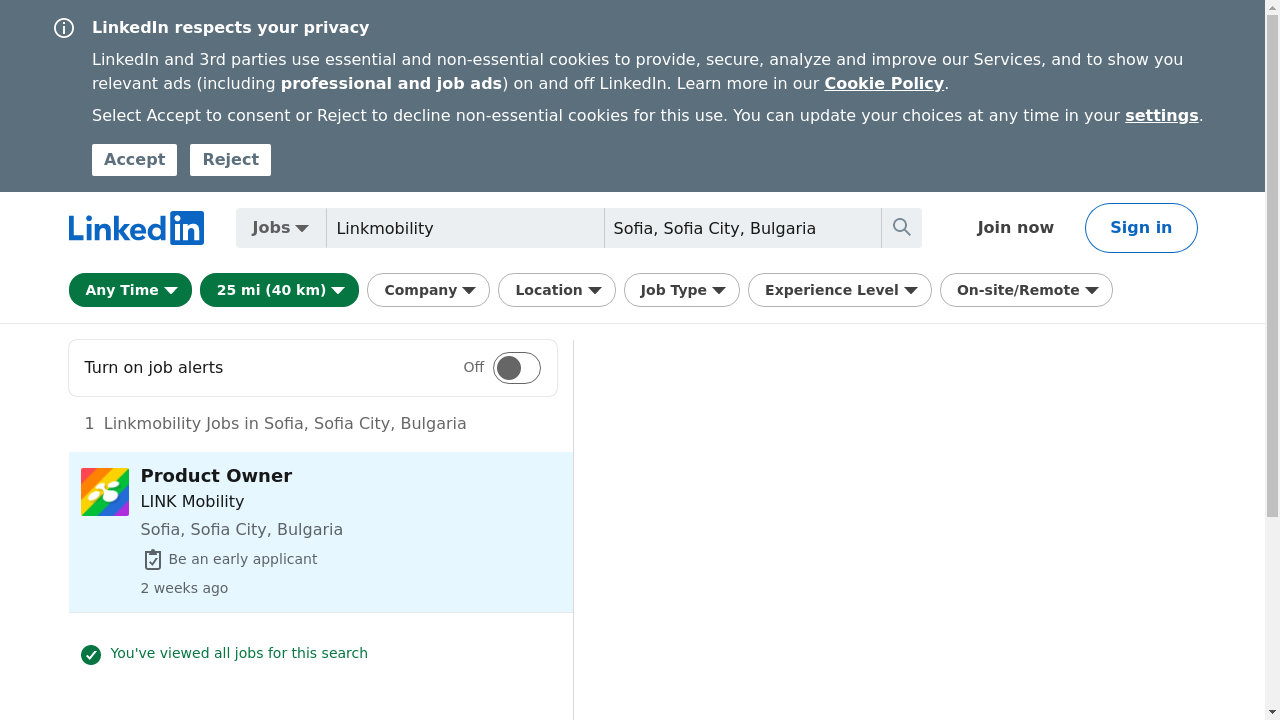 LinkedIn respects your privacy
LinkedIn and 3rd parties use essential and non-essential cookies to provide, secure, analyze and improve our Services, and to show you
relevant ads (including professional and job ads) on and off LinkedIn. Learn more in our Cookie Policy.
Select Accept to consent or Reject to decline non-essential cookies for this use. You can update your choices at any time in your settings.
Accept Reject
Linkedin Jobs Linkmobility Sofia, Sofia City, Bulgaria Join now Sign in
Any Time 25 mi (40 km) Company Location Job Type Experience Level On-site/Remote
Turn on job alerts Off
1 Linkmobility Jobs in Sofia, Sofia City, Bulgaria
Product Owner
LINK Mobility
Sofia, Sofia City, Bulgaria
Be an early applicant
2 weeks ago
You've viewed all jobs for this search